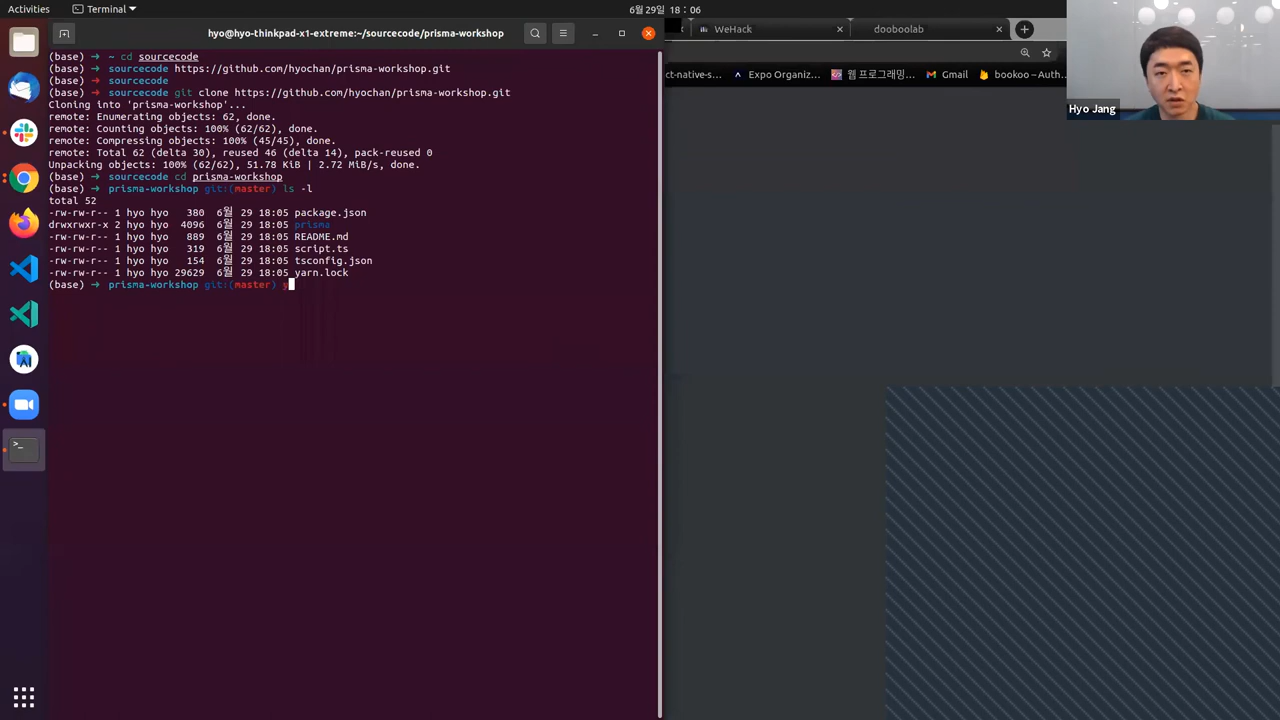 Activities
Terminal
6월 29일 18 : 06
hyo@hyo-thinkpad-x1-extreme:~/sourcecode/prisma-workshop
WeHack
dooboolab
ct-native-s…
Expo Organiz…
웹 프로그래밍…
Gmail
bookoo – Auth…
Hyo Jang
(base) ➜ ~ cd sourcecode
(base) ➜ sourcecode https://github.com/hyochan/prisma-workshop.git
(base) ➜ sourcecode
(base) ➜ sourcecode git clone https://github.com/hyochan/prisma-workshop.git
Cloning into 'prisma-workshop'...
remote: Enumerating objects: 62, done.
remote: Counting objects: 100% (62/62), done.
remote: Compressing objects: 100% (45/45), done.
remote: Total 62 (delta 30), reused 46 (delta 14), pack-reused 0
Unpacking objects: 100% (62/62), 51.78 KiB | 2.72 MiB/s, done.
(base) ➜ sourcecode cd prisma-workshop
(base) ➜ prisma-workshop git:(master) ls -l
total 52
-rw-rw-r-- 1 hyo hyo 380 6월 29 18:05 package.json
drwxrwxr-x 2 hyo hyo 4096 6월 29 18:05 prisma
-rw-rw-r-- 1 hyo hyo 889 6월 29 18:05 README.md
-rw-rw-r-- 1 hyo hyo 319 6월 29 18:05 script.ts
-rw-rw-r-- 1 hyo hyo 154 6월 29 18:05 tsconfig.json
-rw-rw-r-- 1 hyo hyo 29629 6월 29 18:05 yarn.lock
(base) ➜ prisma-workshop git:(master) y